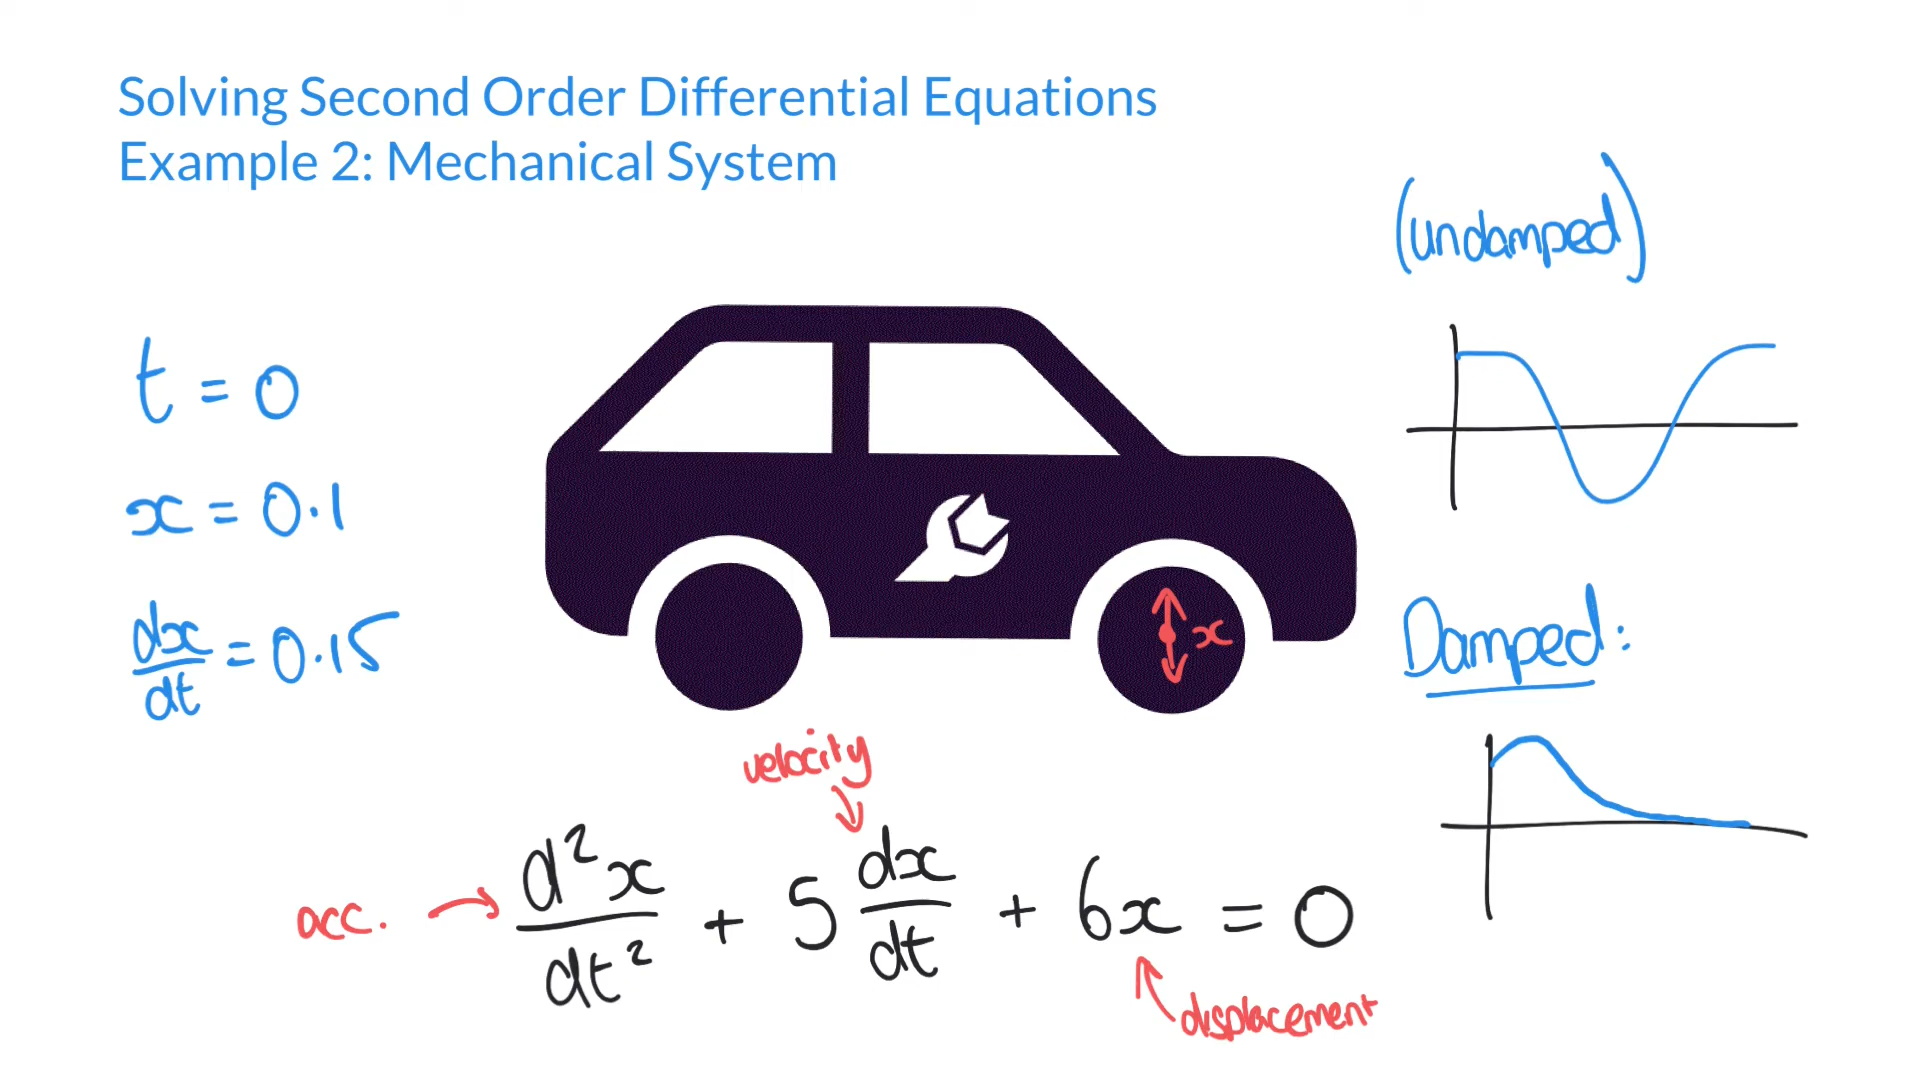 Solving Second Order Differential Equations
Example 2: Mechanical System
(undamped)
t = 0
x = 0.1
dx/dt = 0.15
x
Damped:
velocity
acc.
d²x/dt² + 5 dx/dt + 6x = 0
displacement